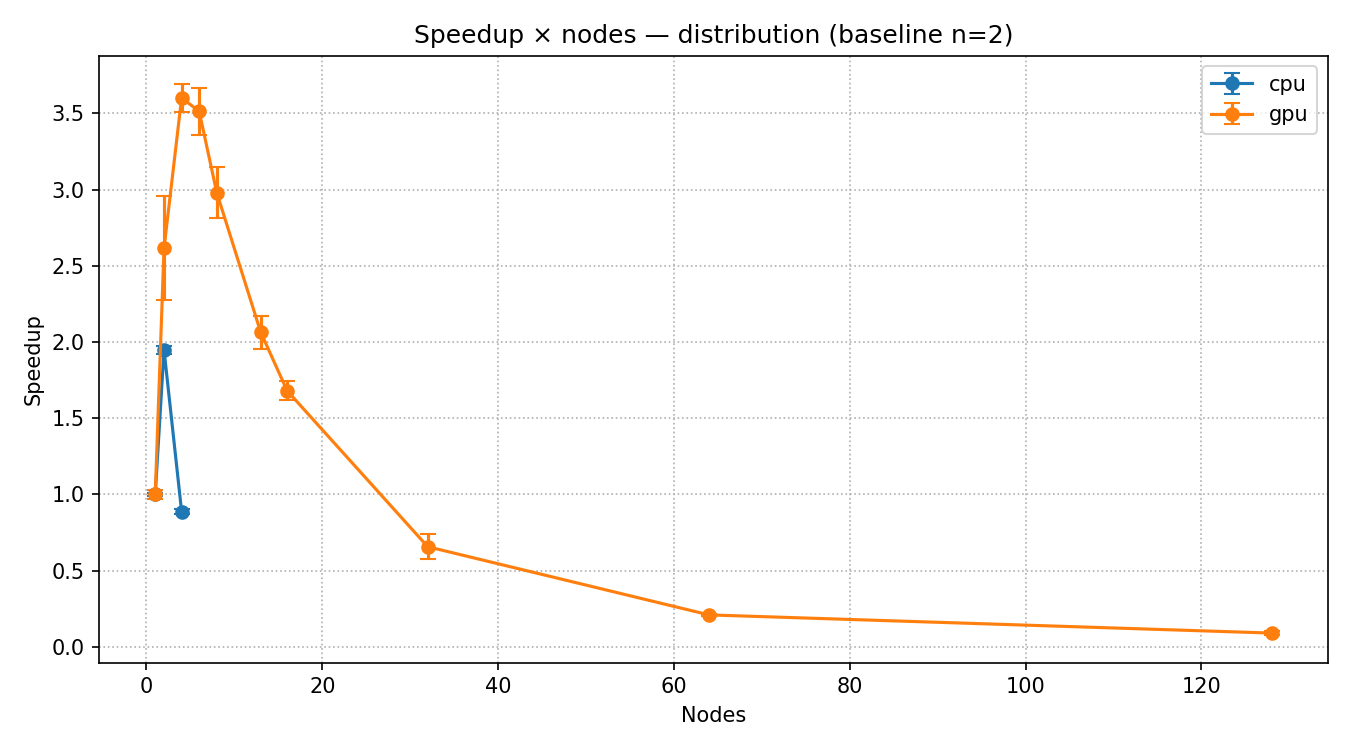 Speedup × nodes — distribution (baseline n=2)
cpu
gpu
3.5
3.0
2.5
2.0
1.5
1.0
0.5
0.0
Speedup
0 20 40 60 80 100 120
Nodes